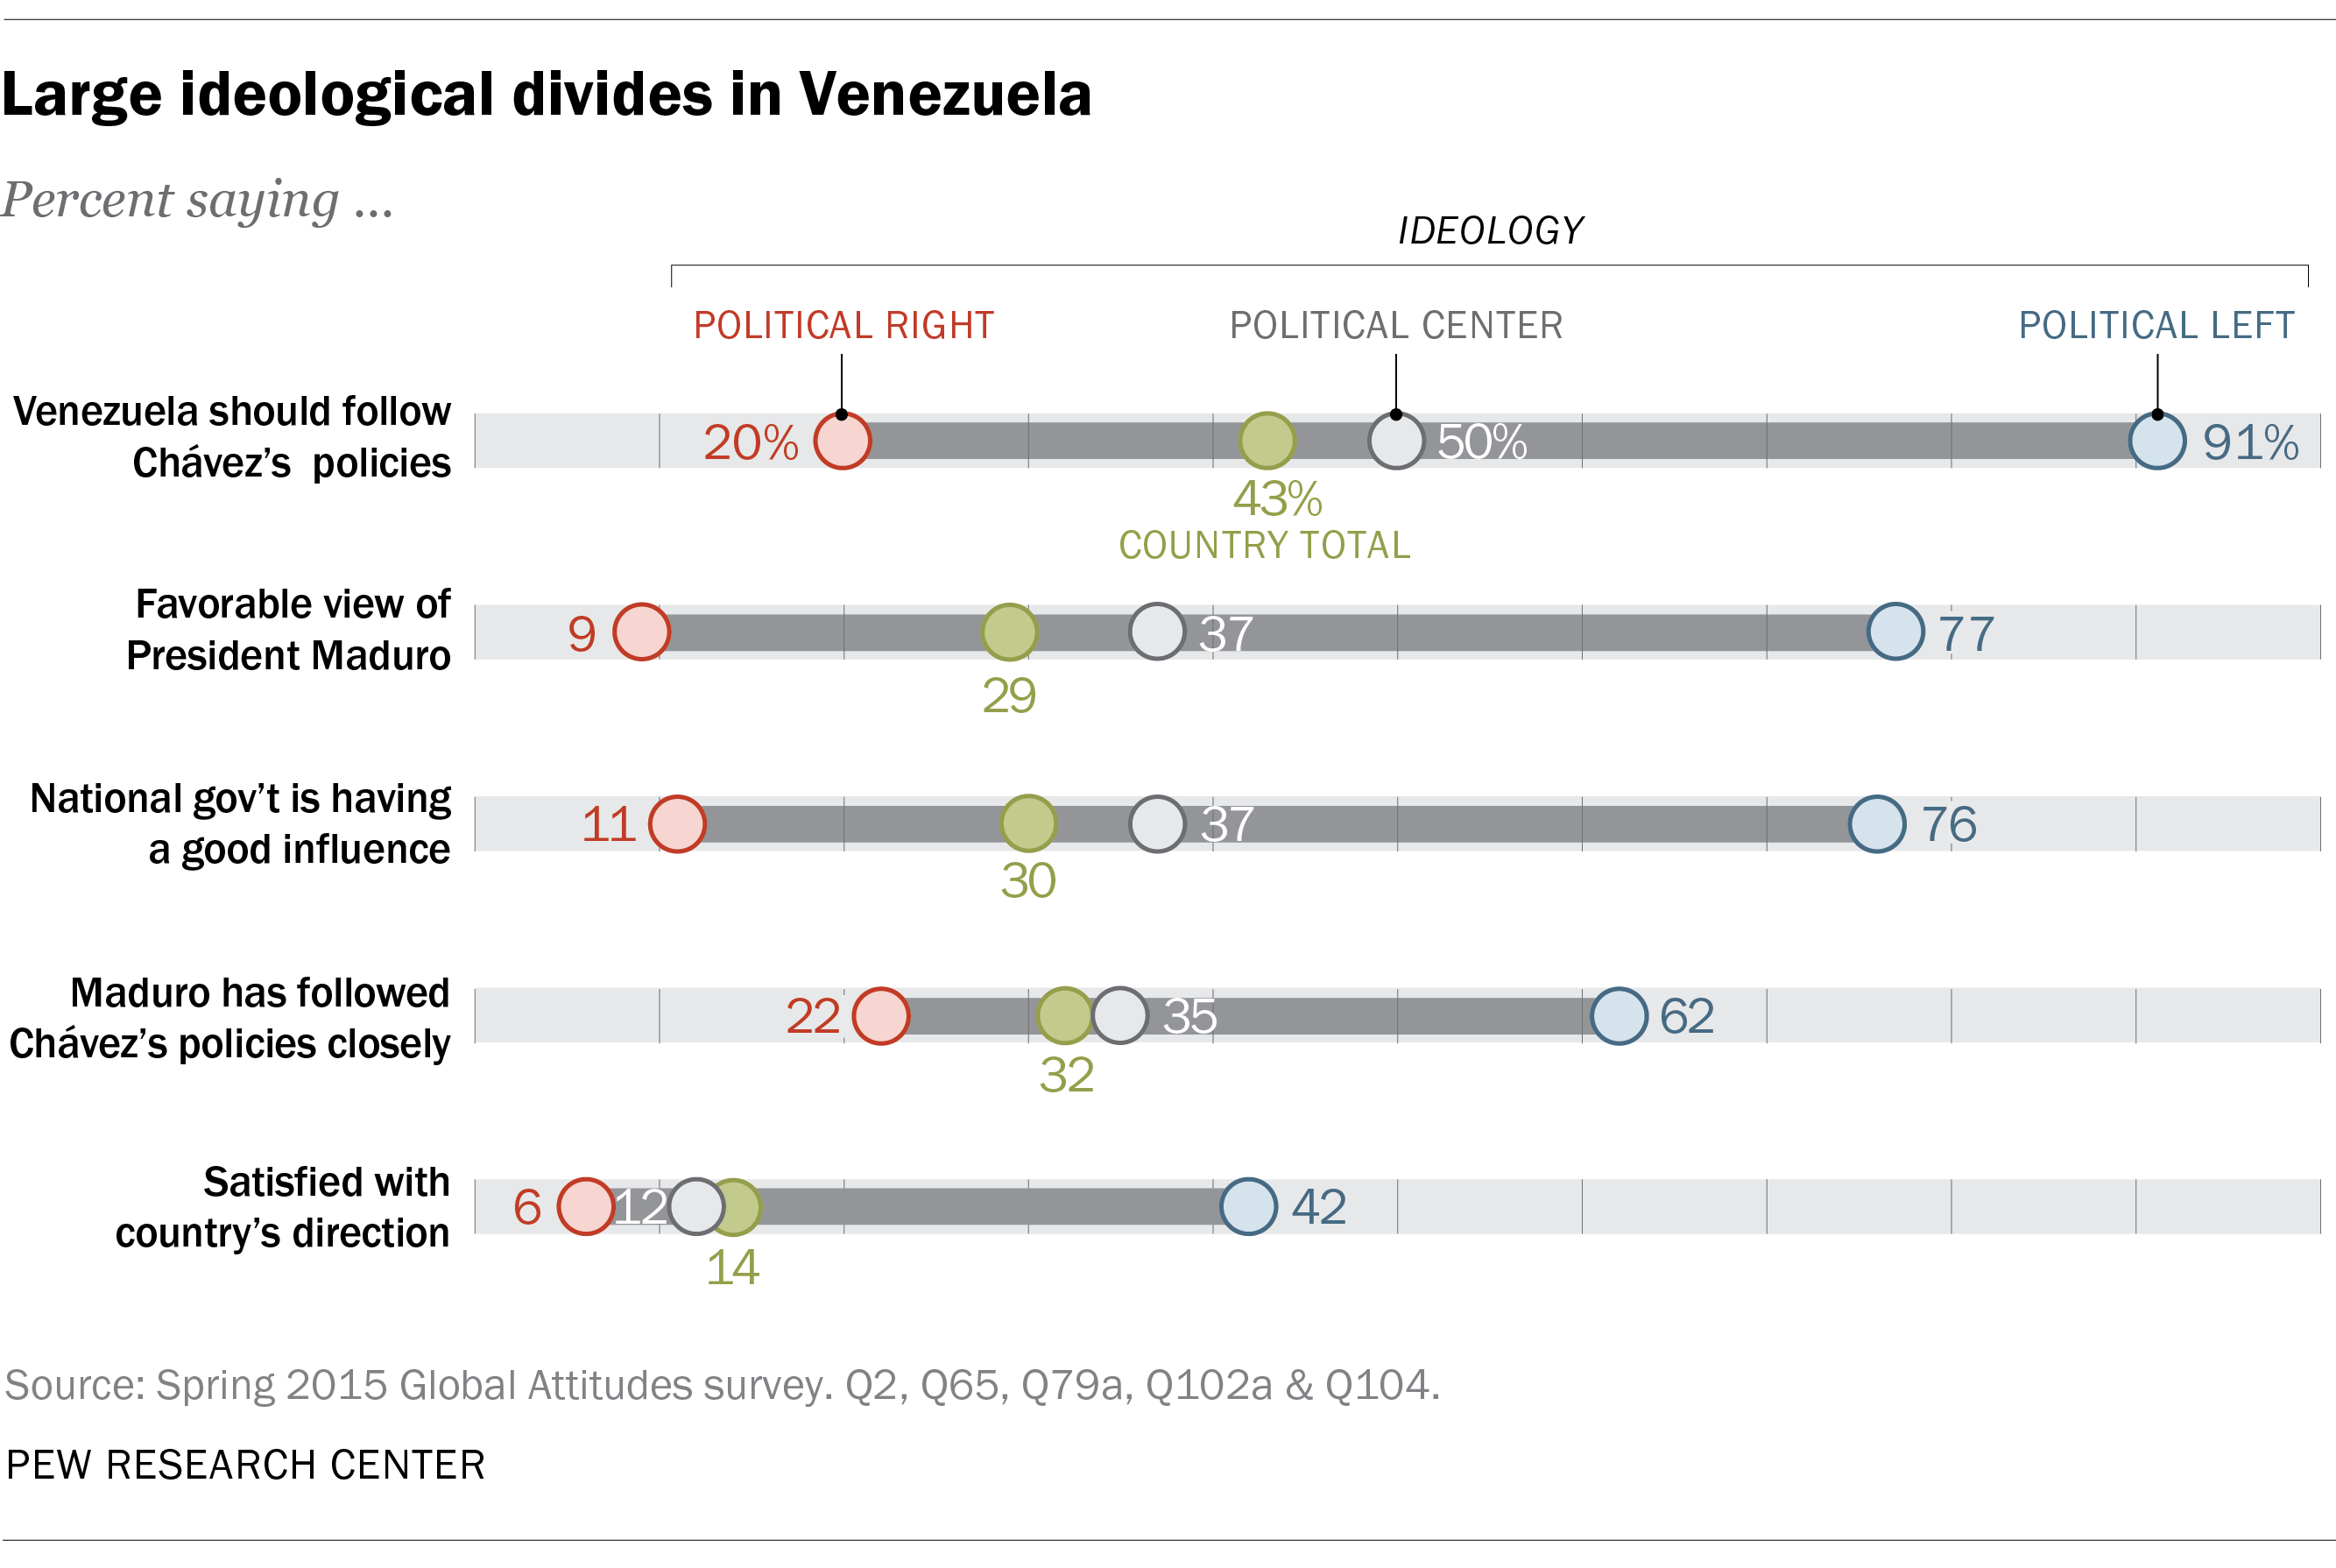 Large ideological divides in Venezuela
Percent saying ...
IDEOLOGY
POLITICAL RIGHT POLITICAL CENTER POLITICAL LEFT
Venezuela should follow
Chávez’s policies
20% 50% 91%
43%
COUNTRY TOTAL
Favorable view of
President Maduro
9 37 77
29
National gov’t is having
a good influence
11 37 76
30
Maduro has followed
Chávez’s policies closely
22 35 62
32
Satisfied with
country’s direction
6 12 42
14
Source: Spring 2015 Global Attitudes survey. Q2, Q65, Q79a, Q102a & Q104.
PEW RESEARCH CENTER